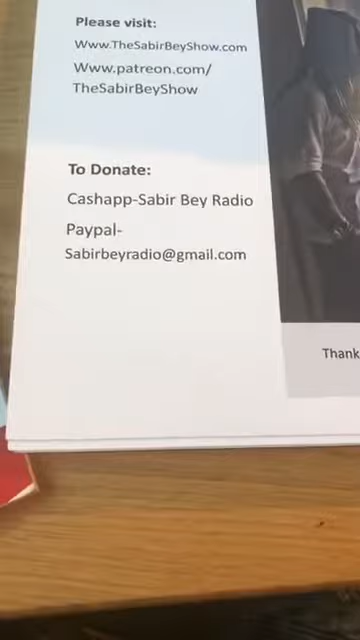 Please visit:
Www.TheSabirBeyShow.com
Www.patreon.com/
TheSabirBeyShow
To Donate:
Cashapp-Sabir Bey Radio
Paypal-
Sabirbeyradio@gmail.com
Thank